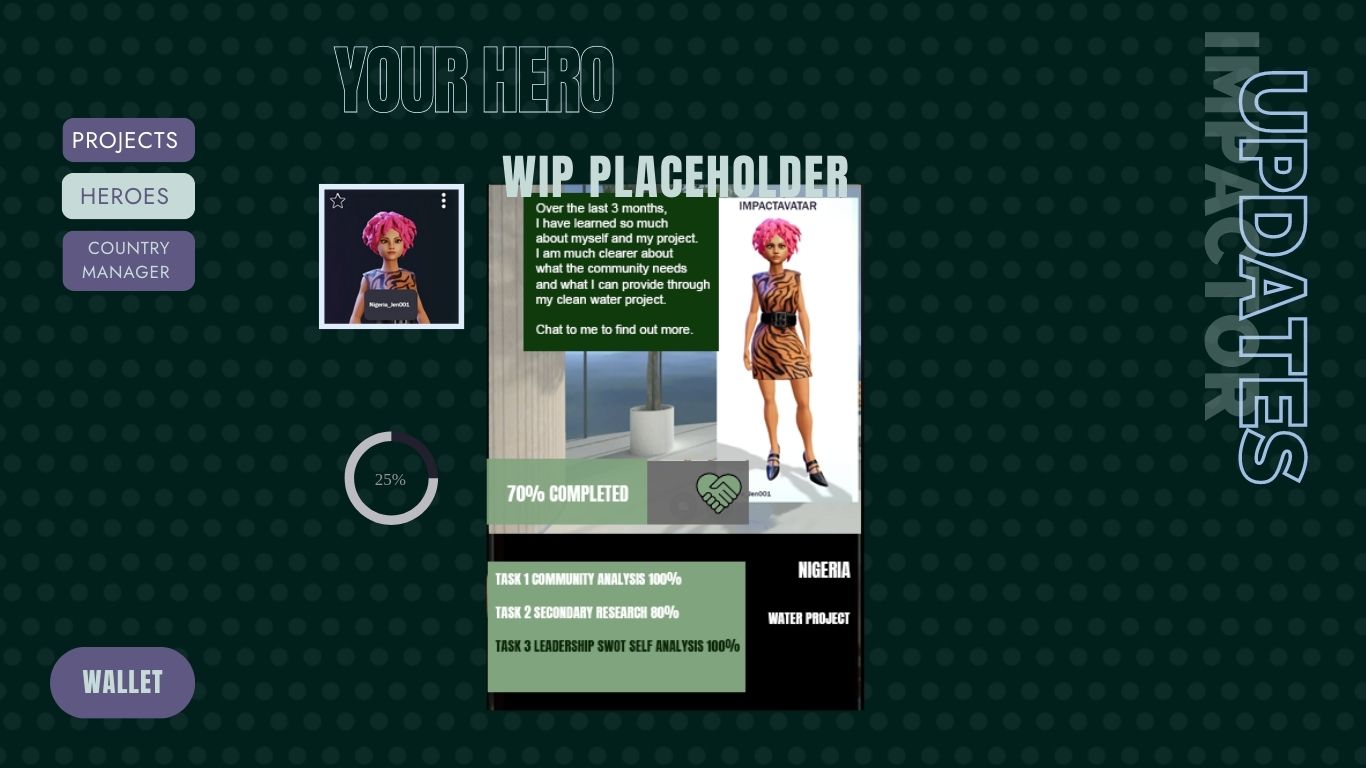 YOUR HERO
IMPACTOR
UPDATES
PROJECTS
HEROES
COUNTRY
MANAGER
WIP PLACEHOLDER
Nigeria_Jen001
Over the last 3 months,
I have learned so much
about myself and my project.
I am much clearer about
what the community needs
and what I can provide through
my clean water project.
Chat to me to find out more.
IMPACTAVATAR
25%
70% COMPLETED
Jen001
TASK 1 COMMUNITY ANALYSIS 100%
TASK 2 SECONDARY RESEARCH 80%
TASK 3 LEADERSHIP SWOT SELF ANALYSIS 100%
NIGERIA
WATER PROJECT
WALLET